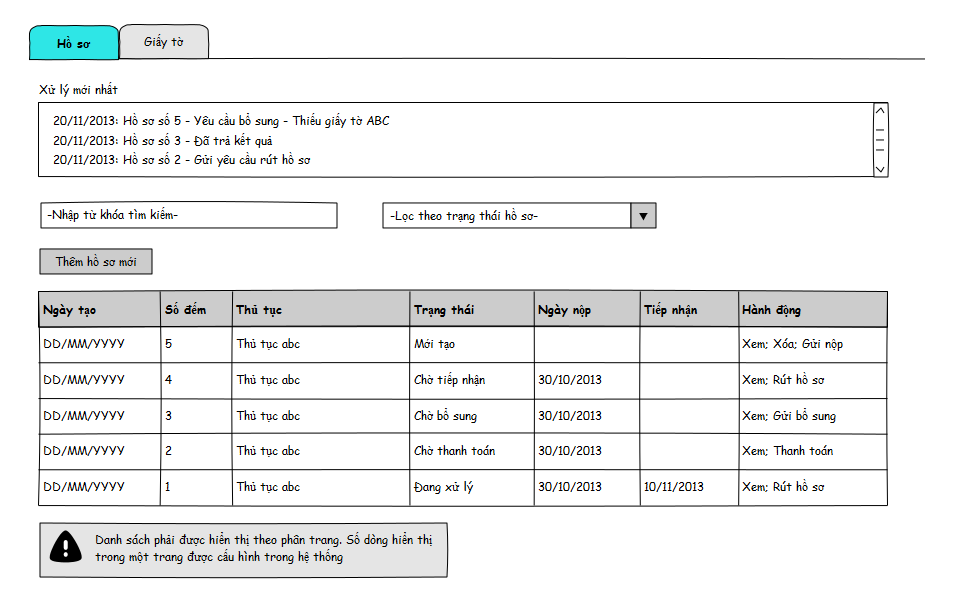 Hồ sơ Giấy tờ
Xử lý mới nhất
20/11/2013: Hồ sơ số 5 - Yêu cầu bổ sung - Thiếu giấy tờ ABC
20/11/2013: Hồ sơ số 3 - Đã trả kết quả
20/11/2013: Hồ sơ số 2 - Gửi yêu cầu rút hồ sơ
-Nhập từ khóa tìm kiếm- -Lọc theo trạng thái hồ sơ-
Thêm hồ sơ mới
Ngày tạo Số đếm Thủ tục Trạng thái Ngày nộp Tiếp nhận Hành động
DD/MM/YYYY 5 Thủ tục abc Mới tạo Xem; Xóa; Gửi nộp
DD/MM/YYYY 4 Thủ tục abc Chờ tiếp nhận 30/10/2013 Xem; Rút hồ sơ
DD/MM/YYYY 3 Thủ tục abc Chờ bổ sung 30/10/2013 Xem; Gửi bổ sung
DD/MM/YYYY 2 Thủ tục abc Chờ thanh toán 30/10/2013 Xem; Thanh toán
DD/MM/YYYY 1 Thủ tục abc Đang xử lý 30/10/2013 10/11/2013 Xem; Rút hồ sơ
Danh sách phải được hiển thị theo phân trang. Số dòng hiển thị
trong một trang được cấu hình trong hệ thống